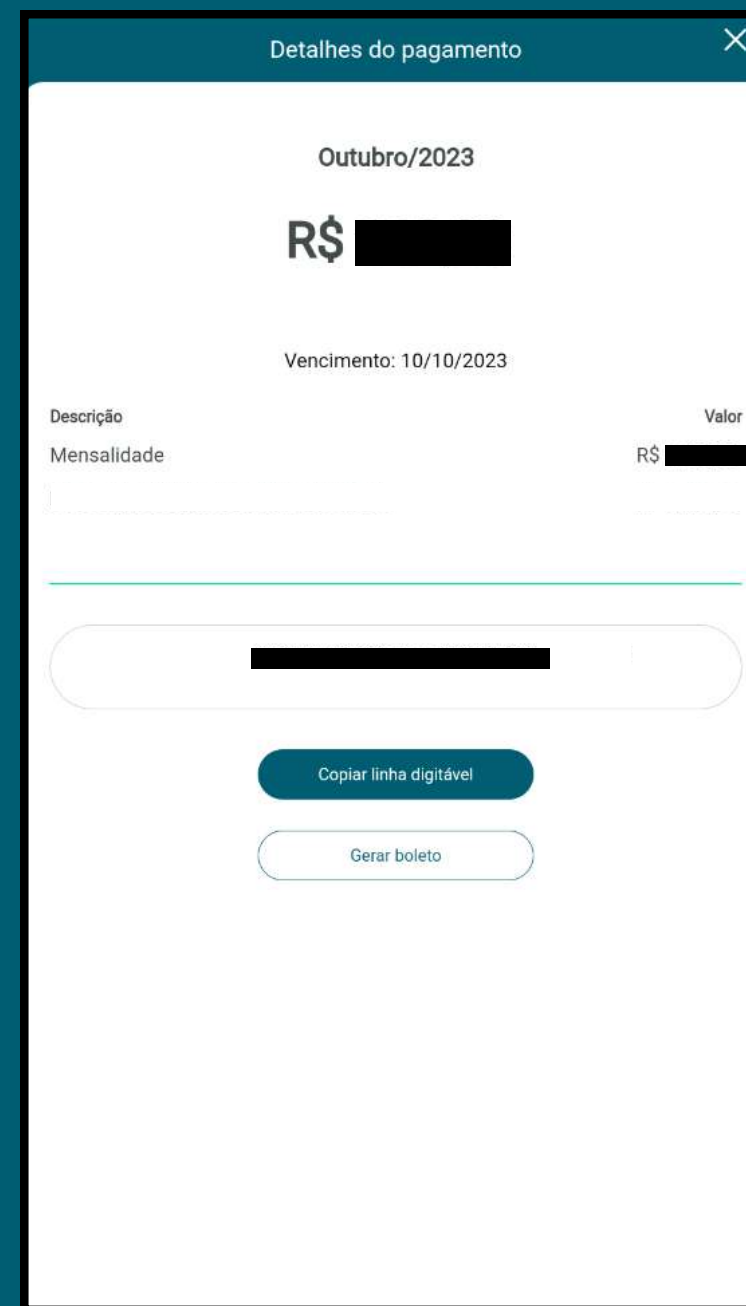 Detalhes do pagamento
Outubro/2023
R$
Vencimento: 10/10/2023
Descrição Valor
Mensalidade R$
Copiar linha digitável
Gerar boleto